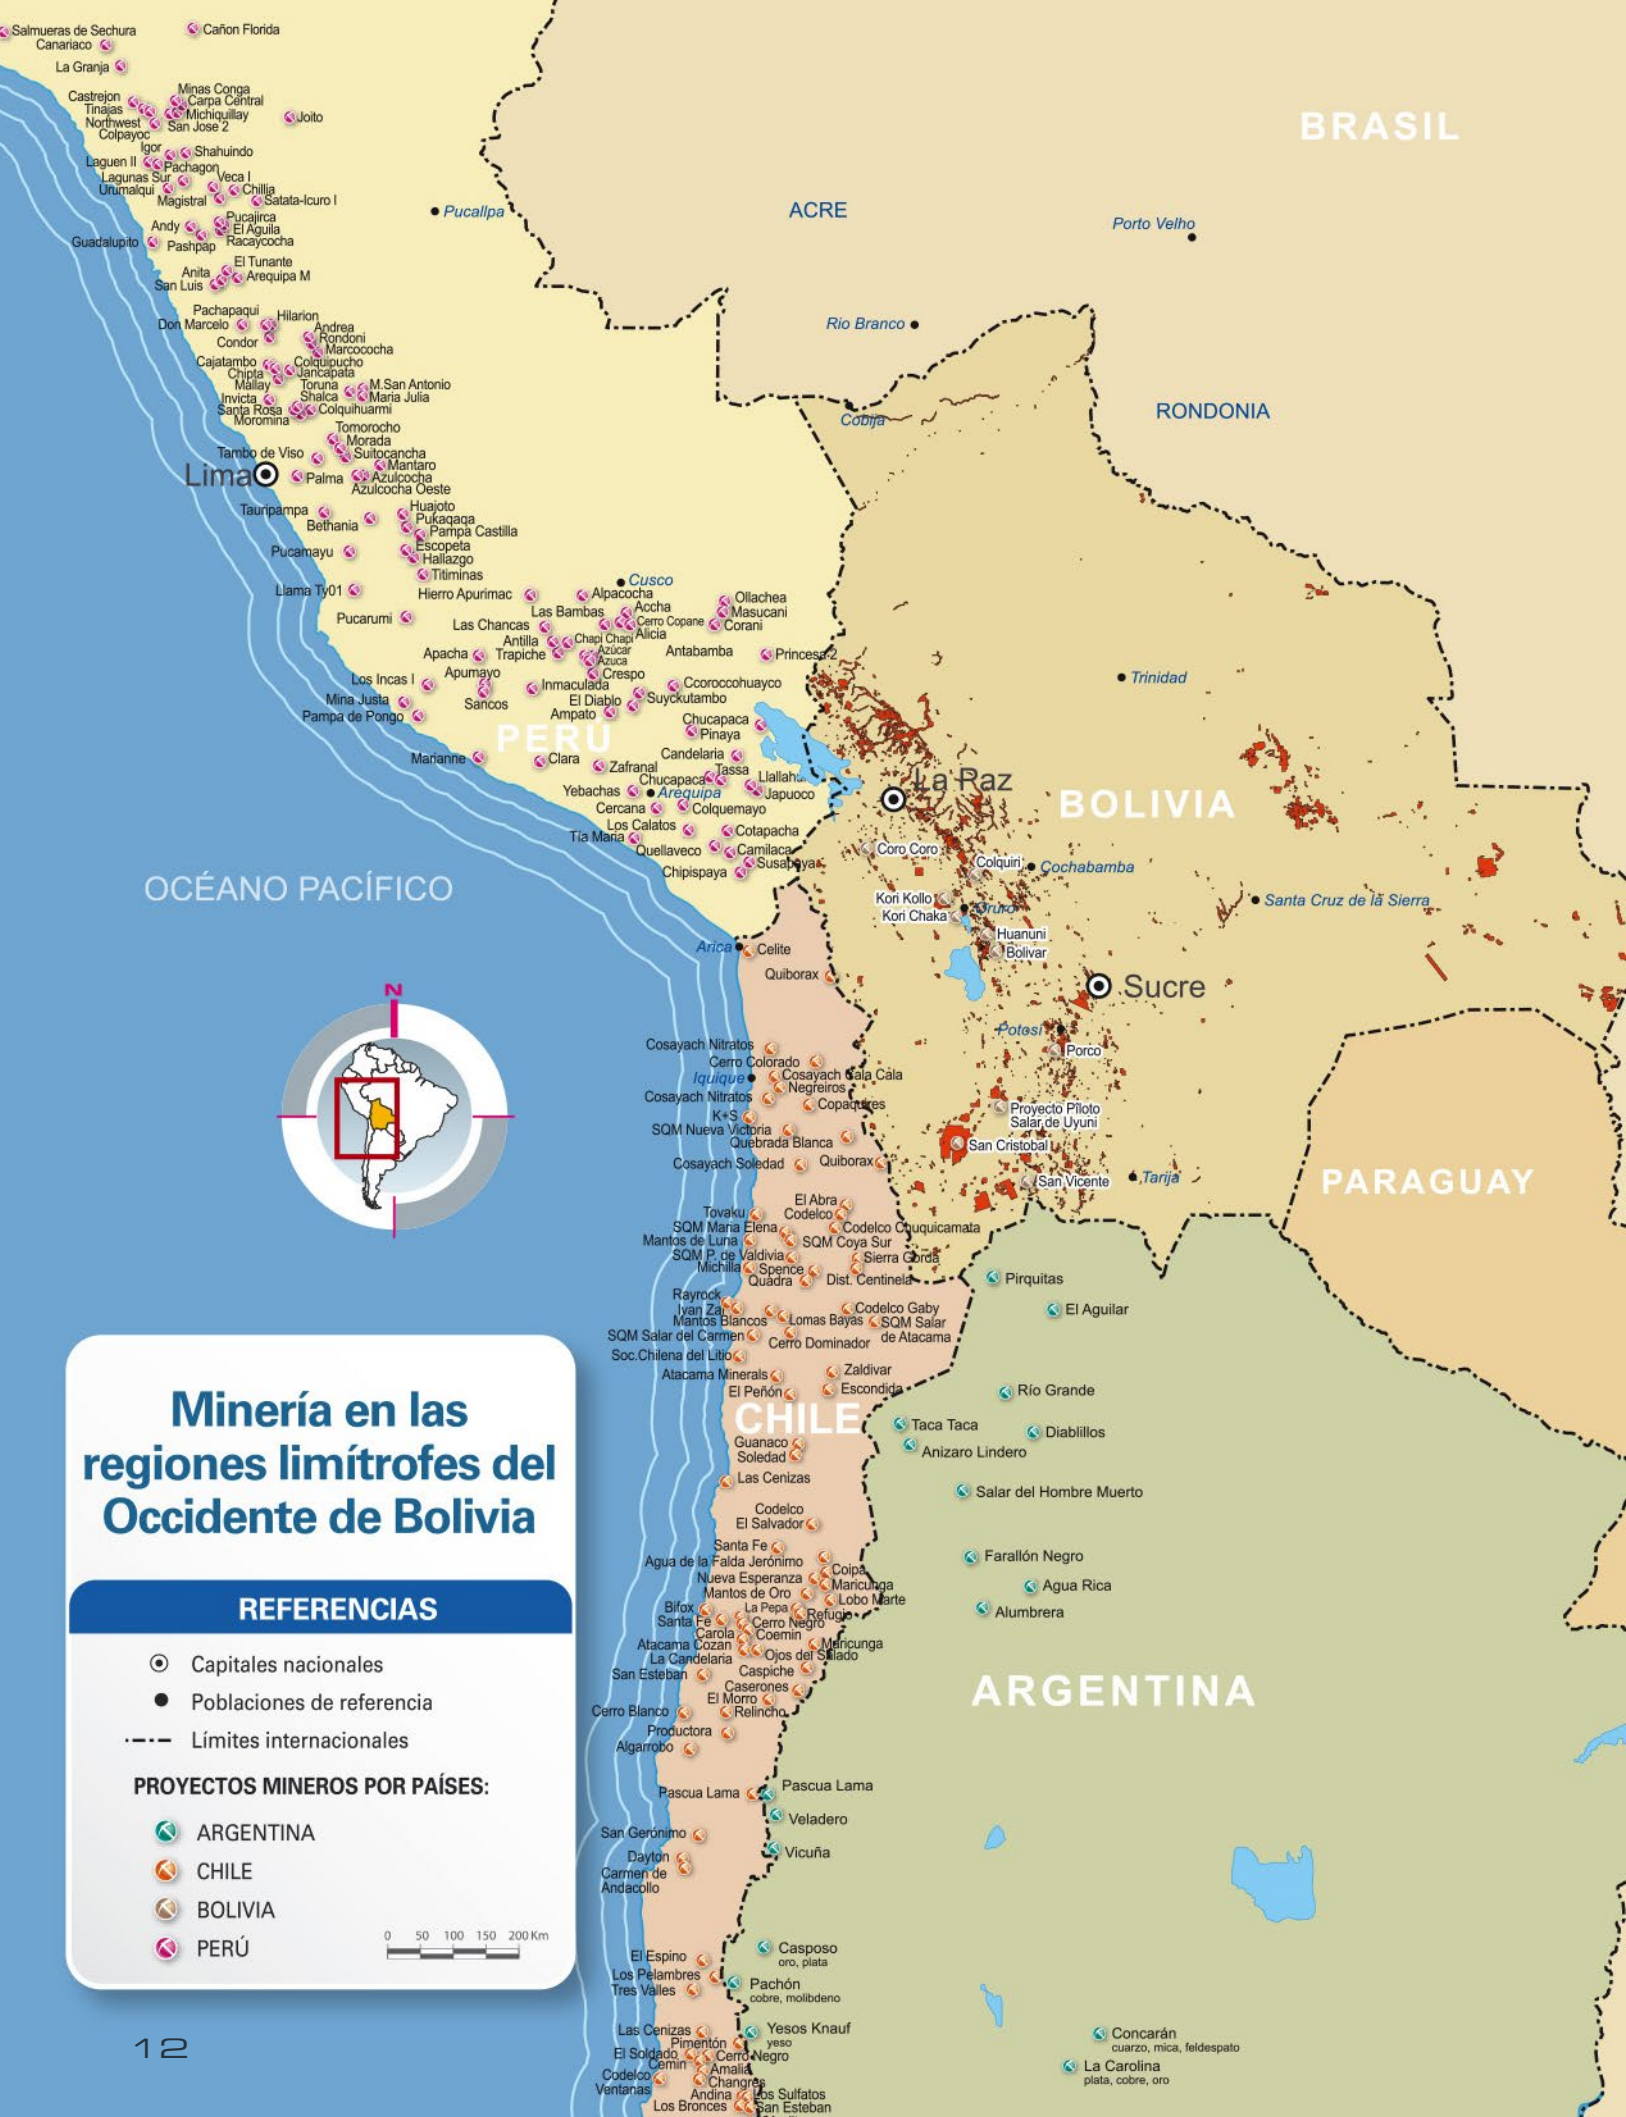 Salmueras de Sechura
Cañon Florida
Canariaco
La Granja
Castrejon
Minas Conga
Carpa Central
Tinajas
Michiquillay
Joito
Northwest
San Jose 2
Colpayoc
Igor
Shahuindo
Laguen II
Pachagon
Lagunas Sur
Veca I
Urumalqui
Chillia
Magistral
Satata-Icuro I
Pucajirca
Andy
El Aguila
Guadalupito
Pashpap
Racaycocha
El Tunante
Anita
Arequipa M
San Luis
Pachapaqui
Hilarion
Don Marcelo
Andrea
Condor
Rondoni
Marcococha
Cajatambo
Colquipucho
Chipta
Jancapata
Mallay
Toruna
M.San Antonio
Invicta
Shalca
Maria Julia
Santa Rosa
Colquihuarmi
Moromina
Tomorocho
Morada
Tambo de Viso
Suitocancha
Mantaro
Lima
Palma
Azulcocha
Azulcocha Oeste
Tauripampa
Huajoto
Bethania
Pukaqaqa
Pampa Castilla
Pucamayu
Escopeta
Hallazgo
Titiminas
Llama Ty01
Hierro Apurimac
Pucarumi
Pucallpa
Cusco
Alpacocha
Ollachea
Las Bambas
Accha
Masucani
Las Chancas
Cerro Copane
Corani
Antilla
Chapi Chapi
Alicia
Apacha
Trapiche
Azúcar
Antabamba
Princesa 2
Azuca
Apumayo
Crespo
Los Incas I
Inmaculada
Ccoroccohuayco
Mina Justa
Sancos
El Diablo
Suyckutambo
Pampa de Pongo
Ampato
Chucapaca
PERÚ
Pinaya
Marianne
Clara
Candelaria
Zafranal
Tassa
Chucapaca
Yebachas
Arequipa
Japuoco
Cercana
Colquemayo
Los Calatos
Cotapacha
Tía María
Quellaveco
Camilaca
Susapaya
Chipispaya
BRASIL
ACRE
Porto Velho
Rio Branco
RONDONIA
Cobija
Trinidad
La Paz
BOLIVIA
Coro Coro
Colquiri
Cochabamba
Kori Kollo
Oruro
Santa Cruz de la Sierra
Kori Chaka
Huanuni
Bolivar
Sucre
Potosi
Porco
Proyecto Piloto
Salar de Uyuni
San Cristobal
San Vicente
Tarija
PARAGUAY
OCÉANO PACÍFICO
N
Arica
Celite
Quiborax
Cosayach Nitratos
Cerro Colorado
Iquique
Cosayach Cala Cala
Negreiros
Cosayach Nitratos
Copaquires
K+S
SQM Nueva Victoria
Quebrada Blanca
Cosayach Soledad
Quiborax
El Abra
Tovaku
Codelco
SQM Maria Elena
Codelco Chuquicamata
Mantos de Luna
SQM Coya Sur
SQM P. de Valdivia
Sierra Gorda
Michilla
Spence
Quadra
Dist. Centinela
Rayrock
Ivan Zar
Codelco Gaby
Mantos Blancos
Lomas Bayas
SQM Salar
de Atacama
SQM Salar del Carmen
Cerro Dominador
Soc.Chilena del Litio
Atacama Minerals
Zaldivar
El Peñón
Escondida
CHILE
Guanaco
Soledad
Las Cenizas
Codelco
El Salvador
Santa Fe
Agua de la Falda Jerónimo
Coipa
Nueva Esperanza
Maricunga
Mantos de Oro
Lobo Marte
Bifox
La Pepa
Refugio
Santa Fe
Cerro Negro
Carola
Coemin
Atacama Cozan
Maricunga
La Candelaria
Ojos del Salado
San Esteban
Caspiche
Caserones
El Morro
Cerro Blanco
Relincho
Productora
Algarrobo
Pascua Lama
San Gerónimo
Dayton
Carmen de
Andacollo
El Espino
Los Pelambres
Tres Valles
Las Cenizas
Pimentón
El Soldado
Cerro Negro
Cemin
Amalia
Codelco
Ventanas
Changres
Andina
Los Sulfatos
Los Bronces
San Esteban
Pirquitas
El Aguilar
Río Grande
Taca Taca
Diablillos
Anizaro Lindero
Salar del Hombre Muerto
Farallón Negro
Agua Rica
Alumbrera
ARGENTINA
Pascua Lama
Veladero
Vicuña
Casposo
oro, plata
Pachón
cobre, molibdeno
Yesos Knauf
yeso
Concarán
cuarzo, mica, feldespato
La Carolina
plata, cobre, oro
Minería en las
regiones limítrofes del
Occidente de Bolivia
REFERENCIAS
Capitales nacionales
Poblaciones de referencia
Límites internacionales
PROYECTOS MINEROS POR PAÍSES:
ARGENTINA
CHILE
BOLIVIA
PERÚ
0 50 100 150 200 Km
12